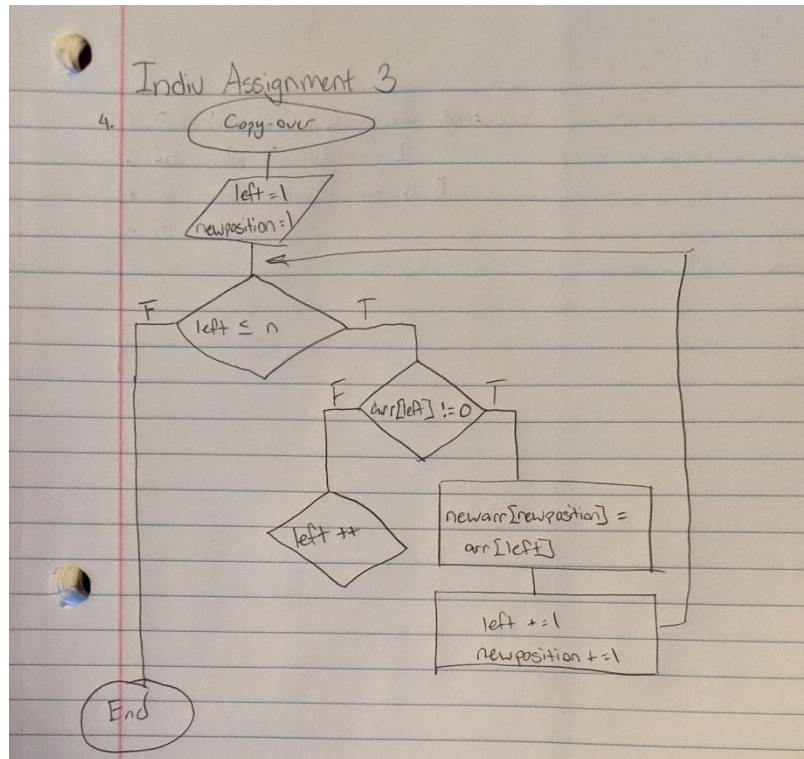 Indiv Assignment 3
4.
Copy-over
left=1
newposition=1
left ≤ n
F
T
arr[left] !=0
F
T
left ++
newarr[newposition] =
arr[left]
left +=1
newposition +=1
End